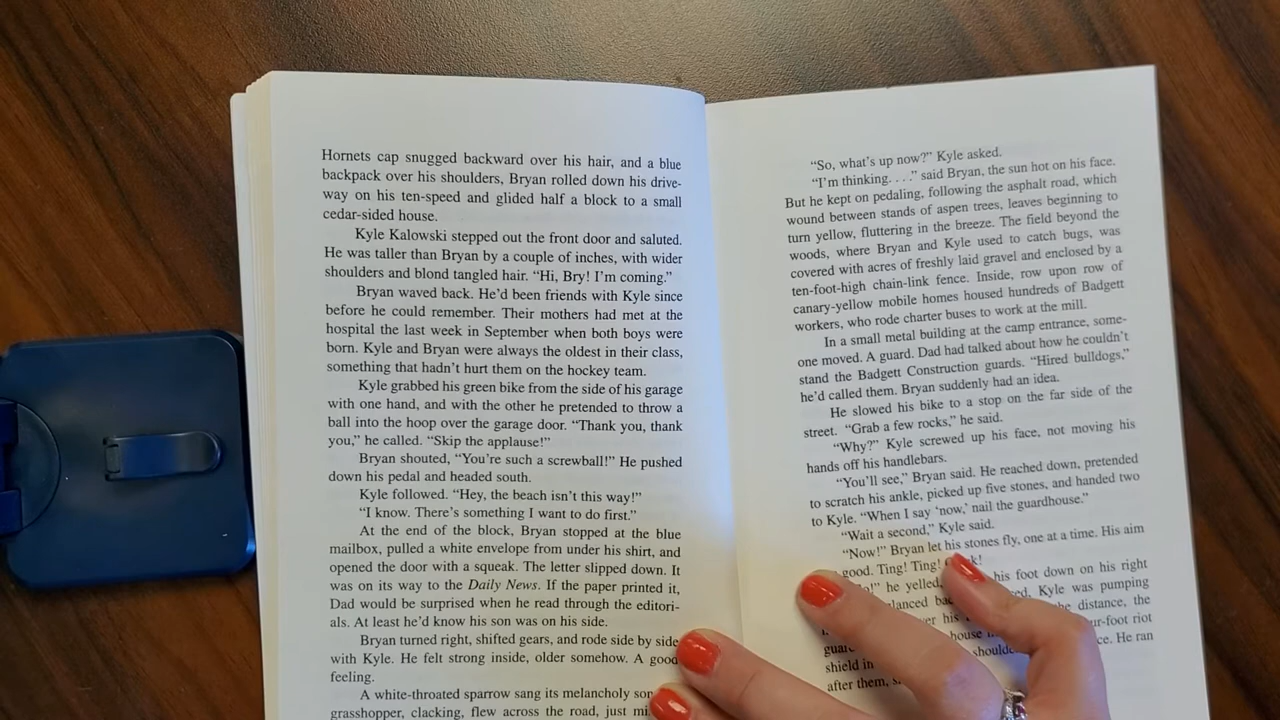 Hornets cap snugged backward over his hair, and a blue
backpack over his shoulders, Bryan rolled down his drive-
way on his ten-speed and glided half a block to a small
cedar-sided house.
Kyle Kalowski stepped out the front door and saluted.
He was taller than Bryan by a couple of inches, with wider
shoulders and blond tangled hair. “Hi, Bry! I’m coming.”
Bryan waved back. He’d been friends with Kyle since
before he could remember. Their mothers had met at the
hospital the last week in September when both boys were
born. Kyle and Bryan were always the oldest in their class,
something that hadn’t hurt them on the hockey team.
Kyle grabbed his green bike from the side of his garage
with one hand, and with the other he pretended to throw a
ball into the hoop over the garage door. “Thank you, thank
you,” he called. “Skip the applause!”
Bryan shouted, “You’re such a screwball!” He pushed
down his pedal and headed south.
Kyle followed. “Hey, the beach isn’t this way!”
“I know. There’s something I want to do first.”
At the end of the block, Bryan stopped at the blue
mailbox, pulled a white envelope from under his shirt, and
opened the door with a squeak. The letter slipped down. It
was on its way to the Daily News. If the paper printed it,
Dad would be surprised when he read through the editori-
als. At least he’d know his son was on his side.
Bryan turned right, shifted gears, and rode side by side
with Kyle. He felt strong inside, older somehow. A good
feeling.
A white-throated sparrow sang its melancholy
grasshopper, clacking, flew across the road, just
“So, what’s up now?” Kyle asked.
“I’m thinking. . . .” said Bryan, the sun hot on his face.
But he kept on pedaling, following the asphalt road, which
wound between stands of aspen trees, leaves beginning to
turn yellow, fluttering in the breeze. The field beyond the
woods, where Bryan and Kyle used to catch bugs, was
covered with acres of freshly laid gravel and enclosed by a
ten-foot-high chain-link fence. Inside, row upon row of
canary-yellow mobile homes housed hundreds of Badgett
workers, who rode charter buses to work at the mill.
In a small metal building at the camp entrance, some-
one moved. A guard. Dad had talked about how he couldn’t
stand the Badgett Construction guards. “Hired bulldogs,”
he’d called them. Bryan suddenly had an idea.
He slowed his bike to a stop on the far side of the
street. “Grab a few rocks,” he said.
“Why?” Kyle screwed up his face, not moving his
hands off his handlebars.
“You’ll see,” Bryan said. He reached down, pretended
to scratch his ankle, picked up five stones, and handed two
to Kyle. “When I say ‘now,’ nail the guardhouse.”
“Wait a second,” Kyle said.
“Now!” Bryan let his stones fly, one at a time. His aim
good. Ting! Ting!
he yelled, his foot down on his right
Kyle was pumping
distance, the
house riot
shield in He ran
after them,